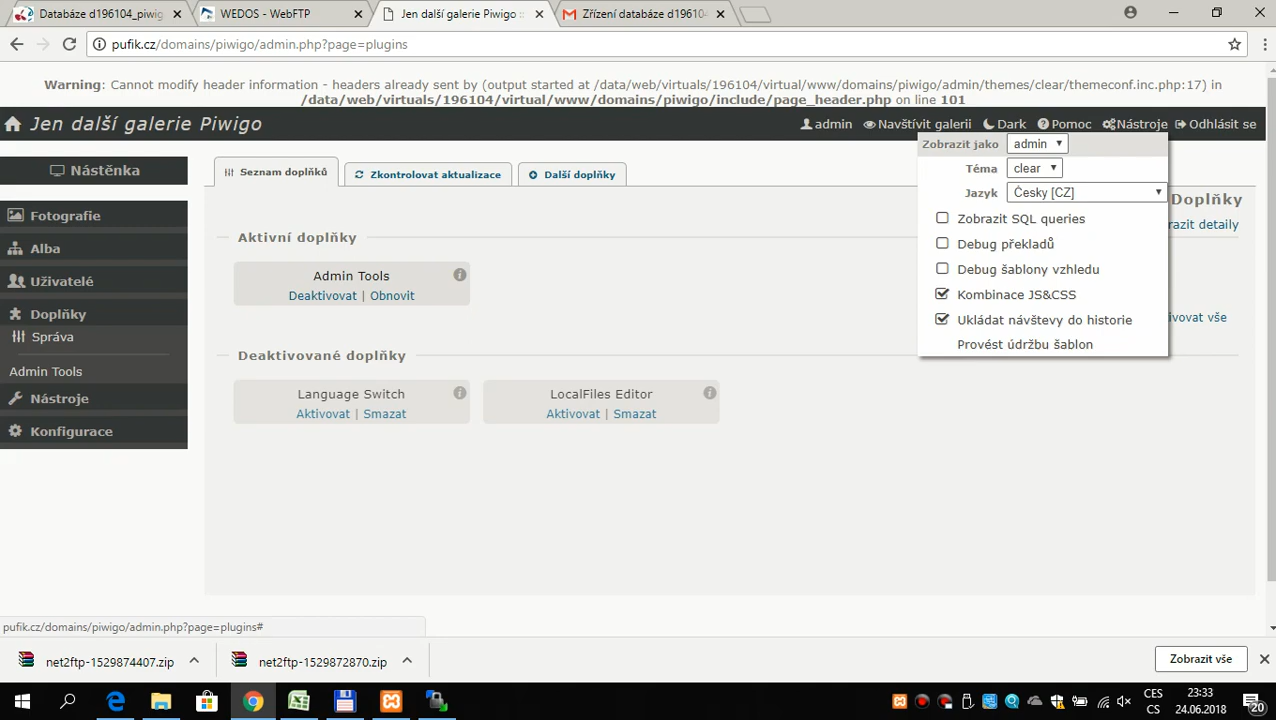 Databáze d196104_piwig
WEDOS - WebFTP
Jen další galerie Piwigo ::
Zřízení databáze d196104
pufik.cz/domains/piwigo/admin.php?page=plugins
Warning: Cannot modify header information - headers already sent by (output started at /data/web/virtuals/196104/virtual/www/domains/piwigo/admin/themes/clear/themeconf.inc.php:17) in
/data/web/virtuals/196104/virtual/www/domains/piwigo/include/page_header.php on line 101
Jen další galerie Piwigo
admin Navštívit galerii Dark Pomoc Nástroje Odhlásit se
Zobrazit jako admin
Téma clear
Jazyk Česky [CZ]
Zobrazit SQL queries
Debug překladů
Debug šablony vzhledu
Kombinace JS&CSS
Ukládat návštevy do historie
Provést údržbu šablon
Nástěnka
Fotografie
Alba
Uživatelé
Doplňky
Správa
Admin Tools
Nástroje
Konfigurace
Seznam doplňků
Zkontrolovat aktualizace
Další doplňky
Doplňky
razit detaily
Aktivní doplňky
Admin Tools
Deaktivovat | Obnovit
ivovat vše
Deaktivované doplňky
Language Switch
Aktivovat | Smazat
LocalFiles Editor
Aktivovat | Smazat
pufik.cz/domains/piwigo/admin.php?page=plugins#
net2ftp-1529874407.zip
net2ftp-1529872870.zip
Zobrazit vše
CES
CS
23:33
24.06.2018
20